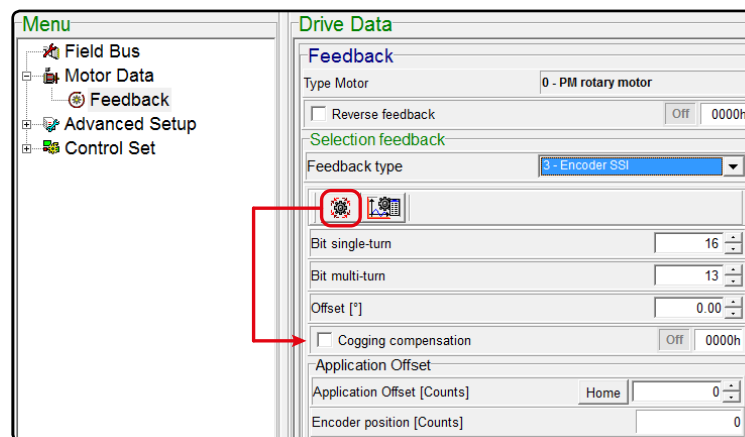 Menu
Field Bus
Motor Data
Feedback
Advanced Setup
Control Set
Drive Data
Feedback
Type Motor 0 - PM rotary motor
Reverse feedback Off 0000h
Selection feedback
Feedback type 3 - Encoder SSI
Bit single-turn 16
Bit multi-turn 13
Offset [°] 0.00
Cogging compensation Off 0000h
Application Offset
Application Offset [Counts] Home 0
Encoder position [Counts] 0